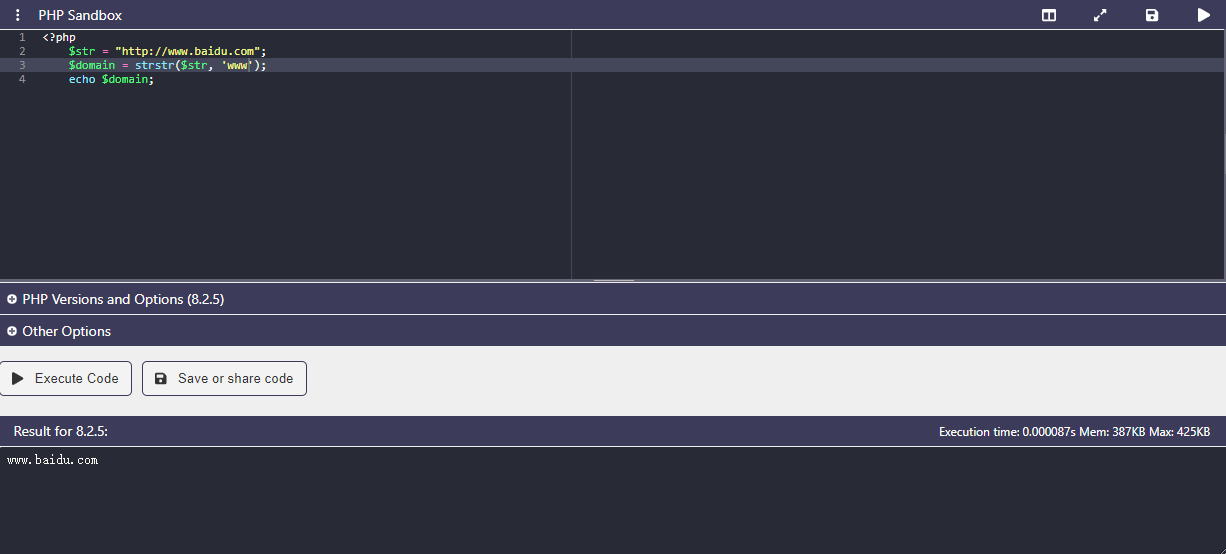 PHP Sandbox
1 <?php
2 $str = "http://www.baidu.com";
3 $domain = strstr($str, 'www');
4 echo $domain;
PHP Versions and Options (8.2.5)
Other Options
Execute Code Save or share code
Result for 8.2.5: Execution time: 0.000087s Mem: 387KB Max: 425KB
www.baidu.com